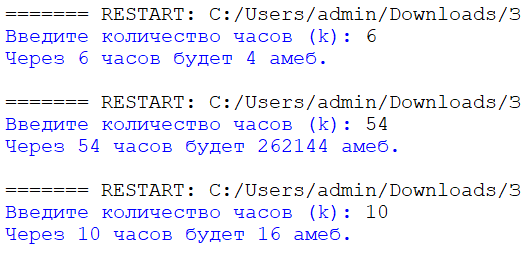 ======= RESTART: C:/Users/admin/Downloads/3
Введите количество часов (k): 6
Через 6 часов будет 4 амеб.
======= RESTART: C:/Users/admin/Downloads/3
Введите количество часов (k): 54
Через 54 часов будет 262144 амеб.
======= RESTART: C:/Users/admin/Downloads/3
Введите количество часов (k): 10
Через 10 часов будет 16 амеб.